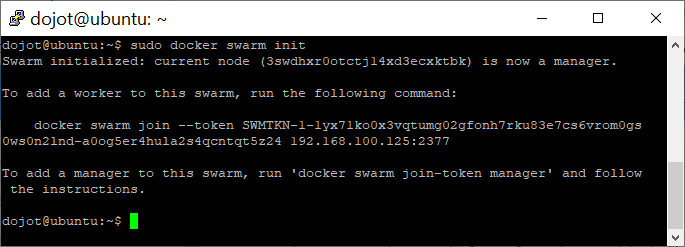 dojot@ubuntu: ~
dojot@ubuntu:~$ sudo docker swarm init
Swarm initialized: current node (3swdhxr0otctj14xd3ecxktbk) is now a manager.
To add a worker to this swarm, run the following command:
docker swarm join --token SWMTKN-1-1yx71ko0x3vqtumg02gfonh7rku83e7cs6vrom0gs
0ws0n2lnd-a0og5er4hula2s4qcntqt5z24 192.168.100.125:2377
To add a manager to this swarm, run 'docker swarm join-token manager' and follow
the instructions.
dojot@ubuntu:~$